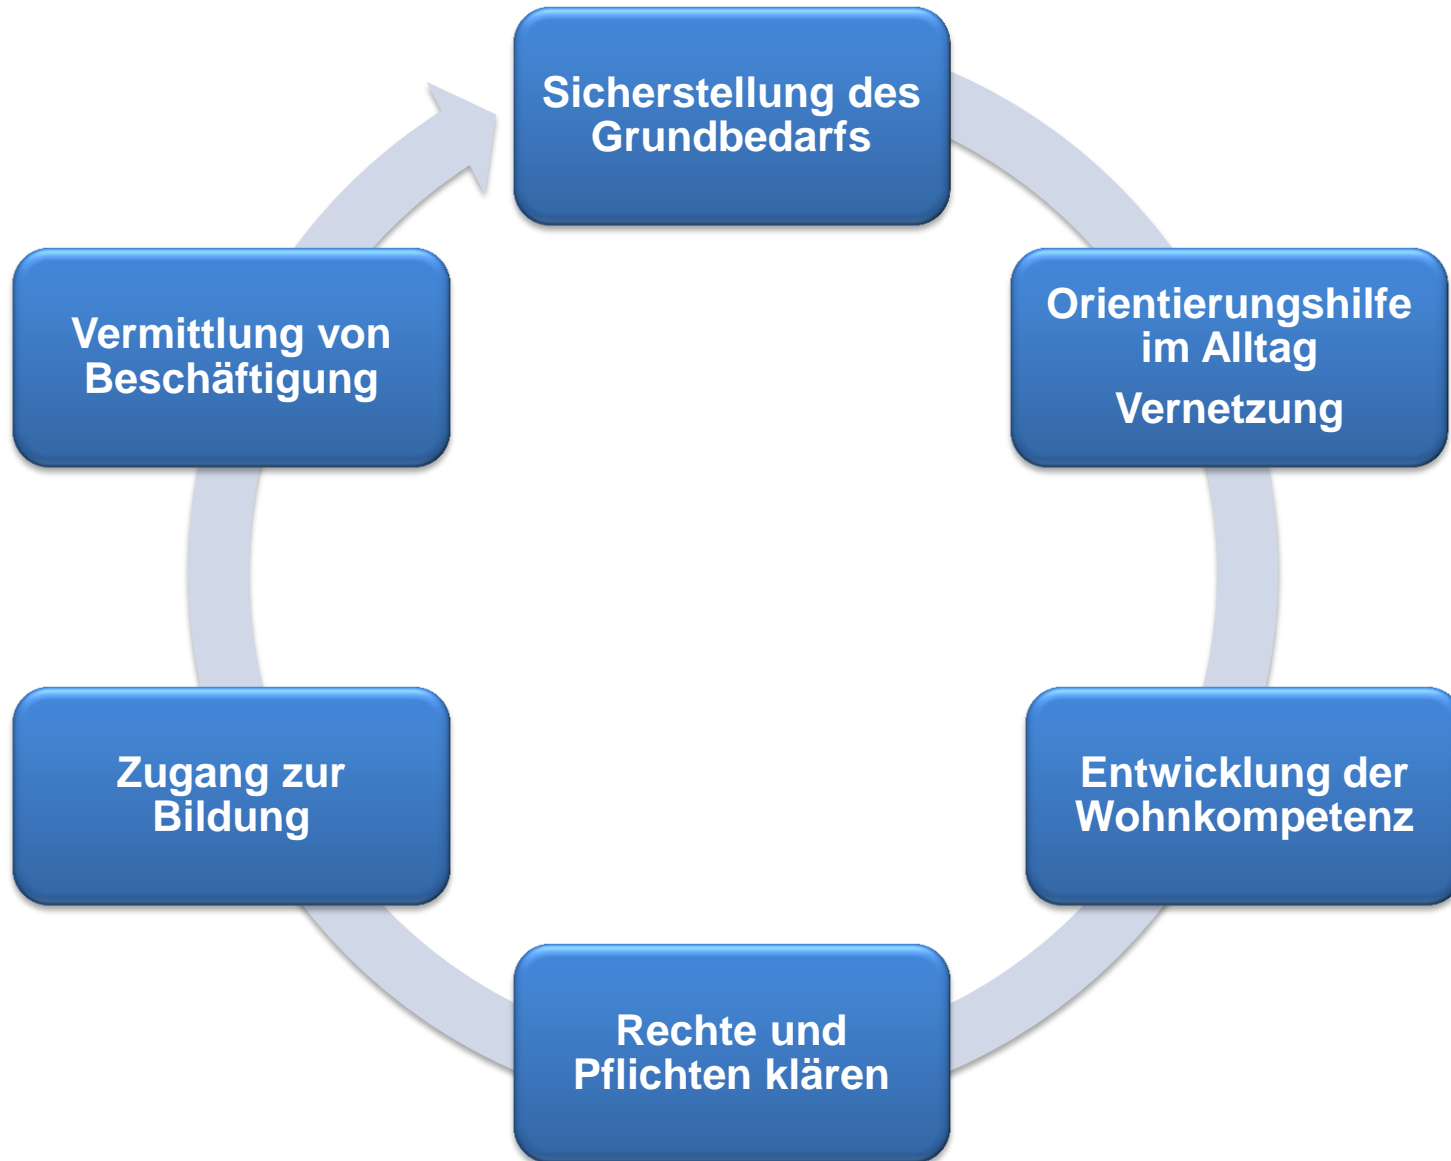 Sicherstellung des
Grundbedarfs
Orientierungshilfe
im Alltag
Vernetzung
Entwicklung der
Wohnkompetenz
Rechte und
Pflichten klären
Zugang zur
Bildung
Vermittlung von
Beschäftigung